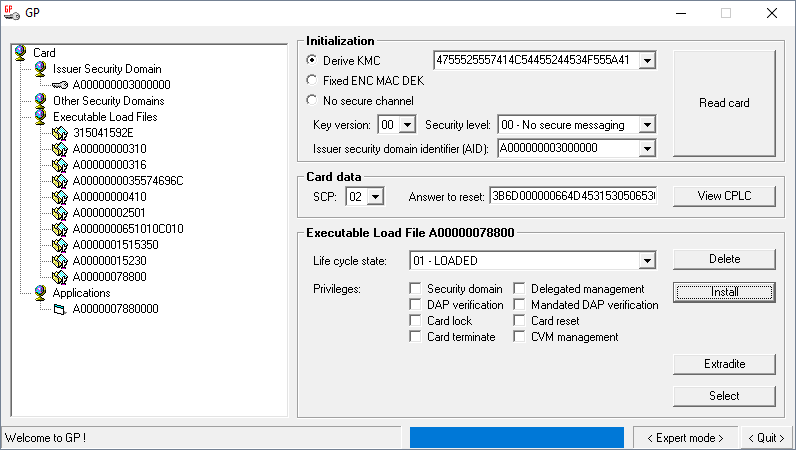 GP
GP
Card
Issuer Security Domain
A000000003000000
Other Security Domains
Executable Load Files
315041592E
A00000000310
A00000000316
A0000000035574696C
A00000000410
A00000002501
A000000651010C010
A0000001515350
A00000015230
A00000078800
Applications
A0000007880000
Initialization
Derive KMC
4755525557414C54455244534F555A41
Fixed ENC MAC DEK
No secure channel
Key version:
00
Security level:
00 - No secure messaging
Issuer security domain identifier (AID):
A000000003000000
Read card
Card data
SCP:
02
Answer to reset:
3B6D000000664D4531530506530
View CPLC
Executable Load File A00000078800
Life cycle state:
01 - LOADED
Delete
Privileges:
Security domain
Delegated management
Install
DAP verification
Mandated DAP verification
Card lock
Card reset
Card terminate
CVM management
Extradite
Select
Welcome to GP !
< Expert mode >
< Quit >